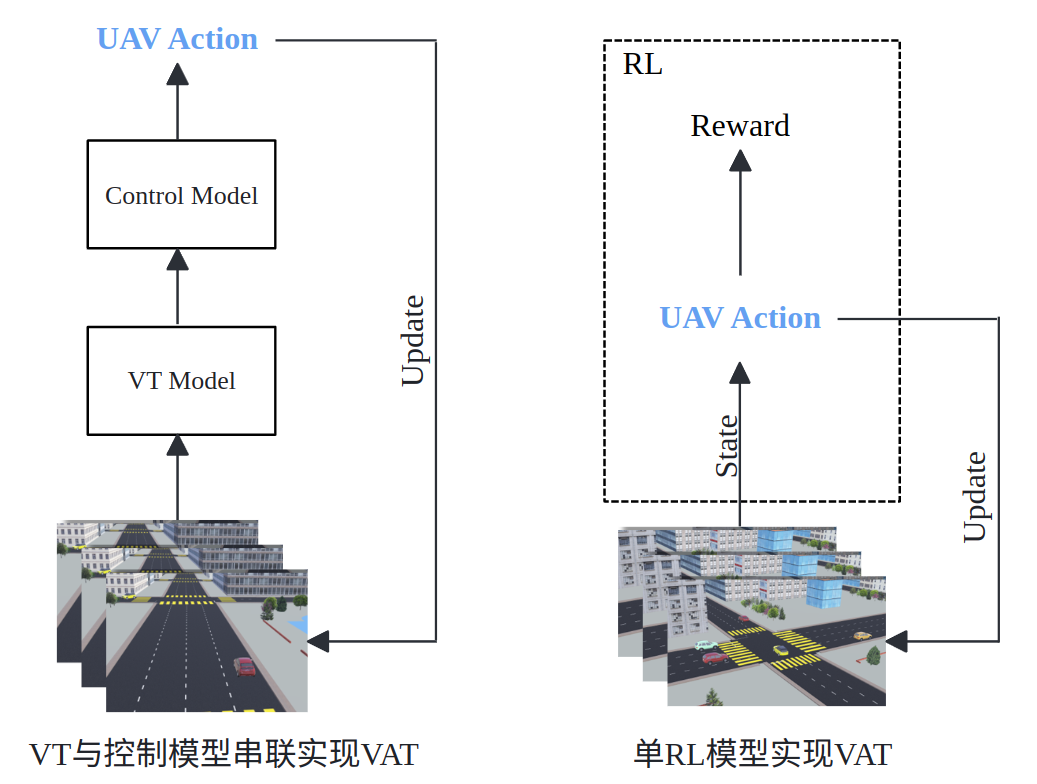 UAV Action
Control Model
VT Model
Update
VT与控制模型串联实现VAT
RL
Reward
UAV Action
State
Update
单RL模型实现VAT